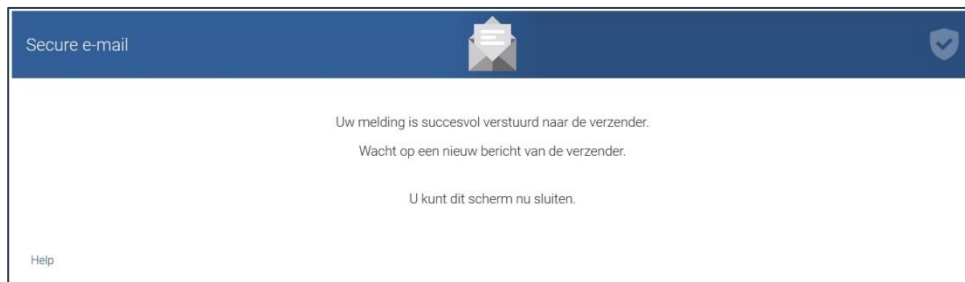 Secure e-mail
Uw melding is succesvol verstuurd naar de verzender.
Wacht op een nieuw bericht van de verzender.
U kunt dit scherm nu sluiten.
Help